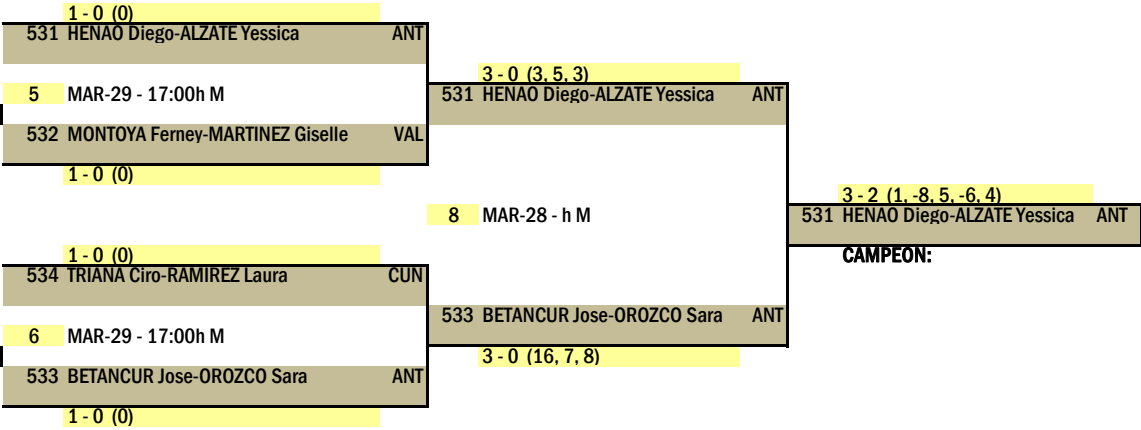 1 - 0 (0)
531 HENAO Diego-ALZATE Yessica ANT
5 MAR-29 - 17:00h M
532 MONTOYA Ferney-MARTINEZ Giselle VAL
1 - 0 (0)
1 - 0 (0)
534 TRIANA Ciro-RAMIREZ Laura CUN
6 MAR-29 - 17:00h M
533 BETANCUR Jose-OROZCO Sara ANT
1 - 0 (0)
3 - 0 (3, 5, 3)
531 HENAO Diego-ALZATE Yessica ANT
8 MAR-28 - h M
533 BETANCUR Jose-OROZCO Sara ANT
3 - 0 (16, 7, 8)
3 - 2 (1, -8, 5, -6, 4)
531 HENAO Diego-ALZATE Yessica ANT
CAMPEON: